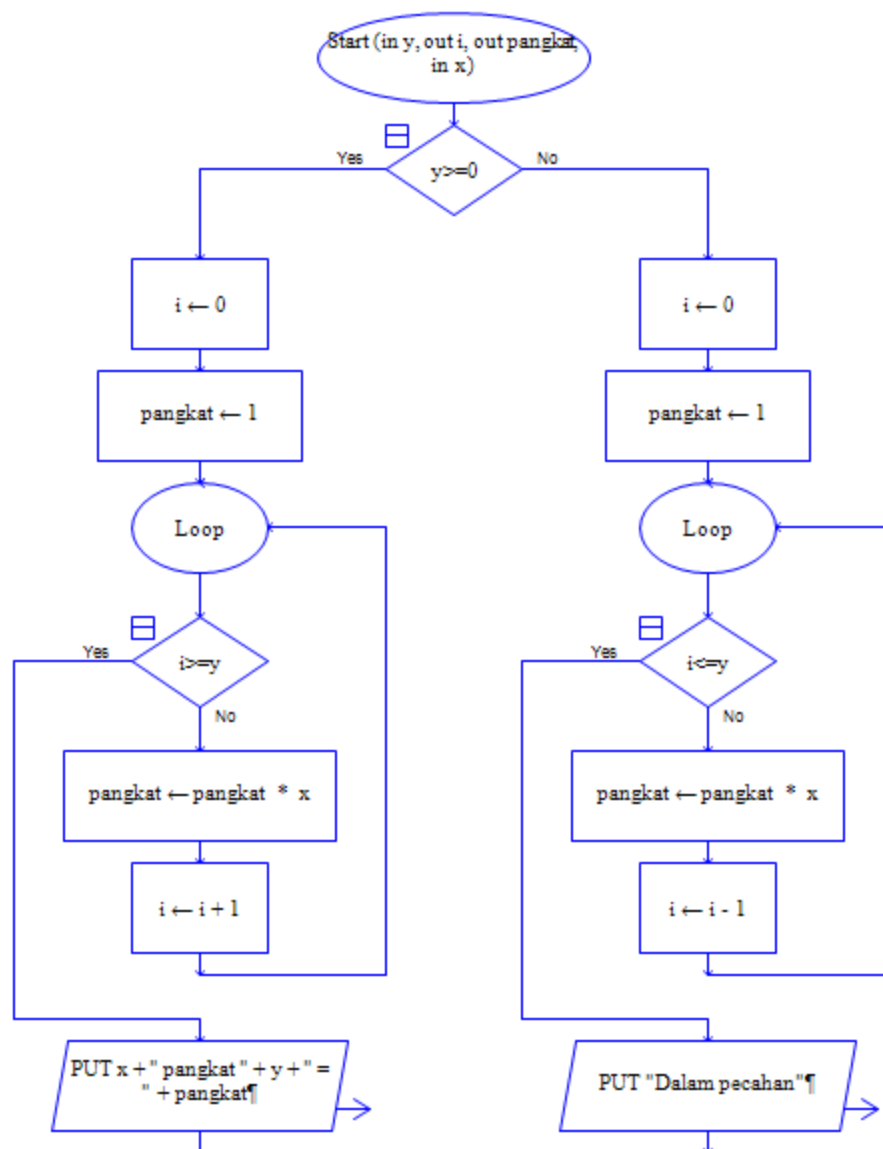 Start (in y, out i, out pangkat,
in x)
Yes
y>=0
No
i ← 0
pangkat ← 1
Loop
Yes
i>=y
No
pangkat ← pangkat * x
i ← i + 1
PUT x + " pangkat " + y + " =
" + pangkat¶
i ← 0
pangkat ← 1
Loop
Yes
i<=y
No
pangkat ← pangkat * x
i ← i - 1
PUT "Dalam pecahan"¶